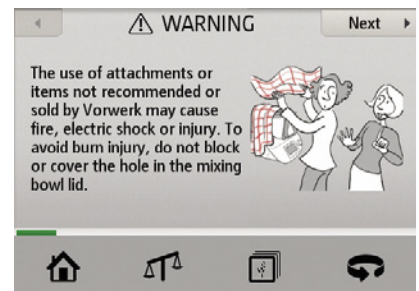 WARNING
Next
The use of attachments or
items not recommended or
sold by Vorwerk may cause
fire, electric shock or injury. To
avoid burn injury, do not block
or cover the hole in the mixing
bowl lid.